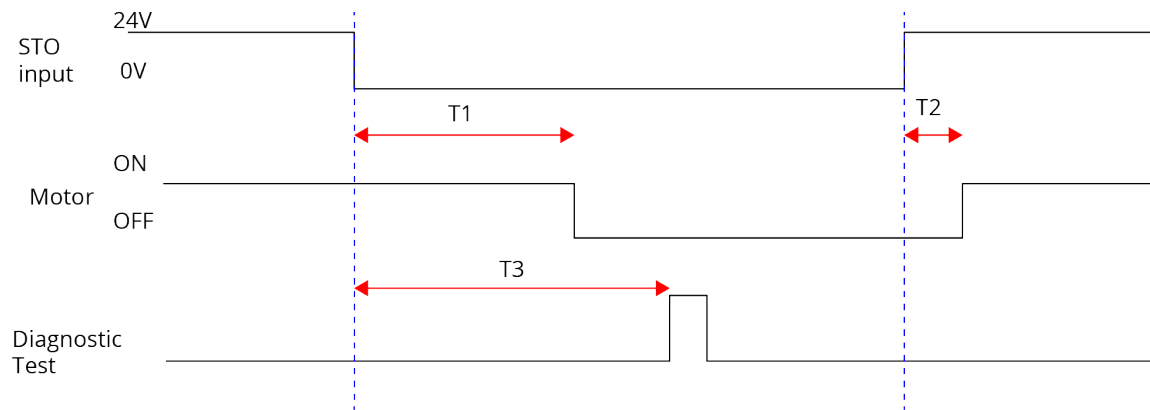 24V
STO
input
0V
T1
T2
ON
Motor
OFF
T3
Diagnostic
Test